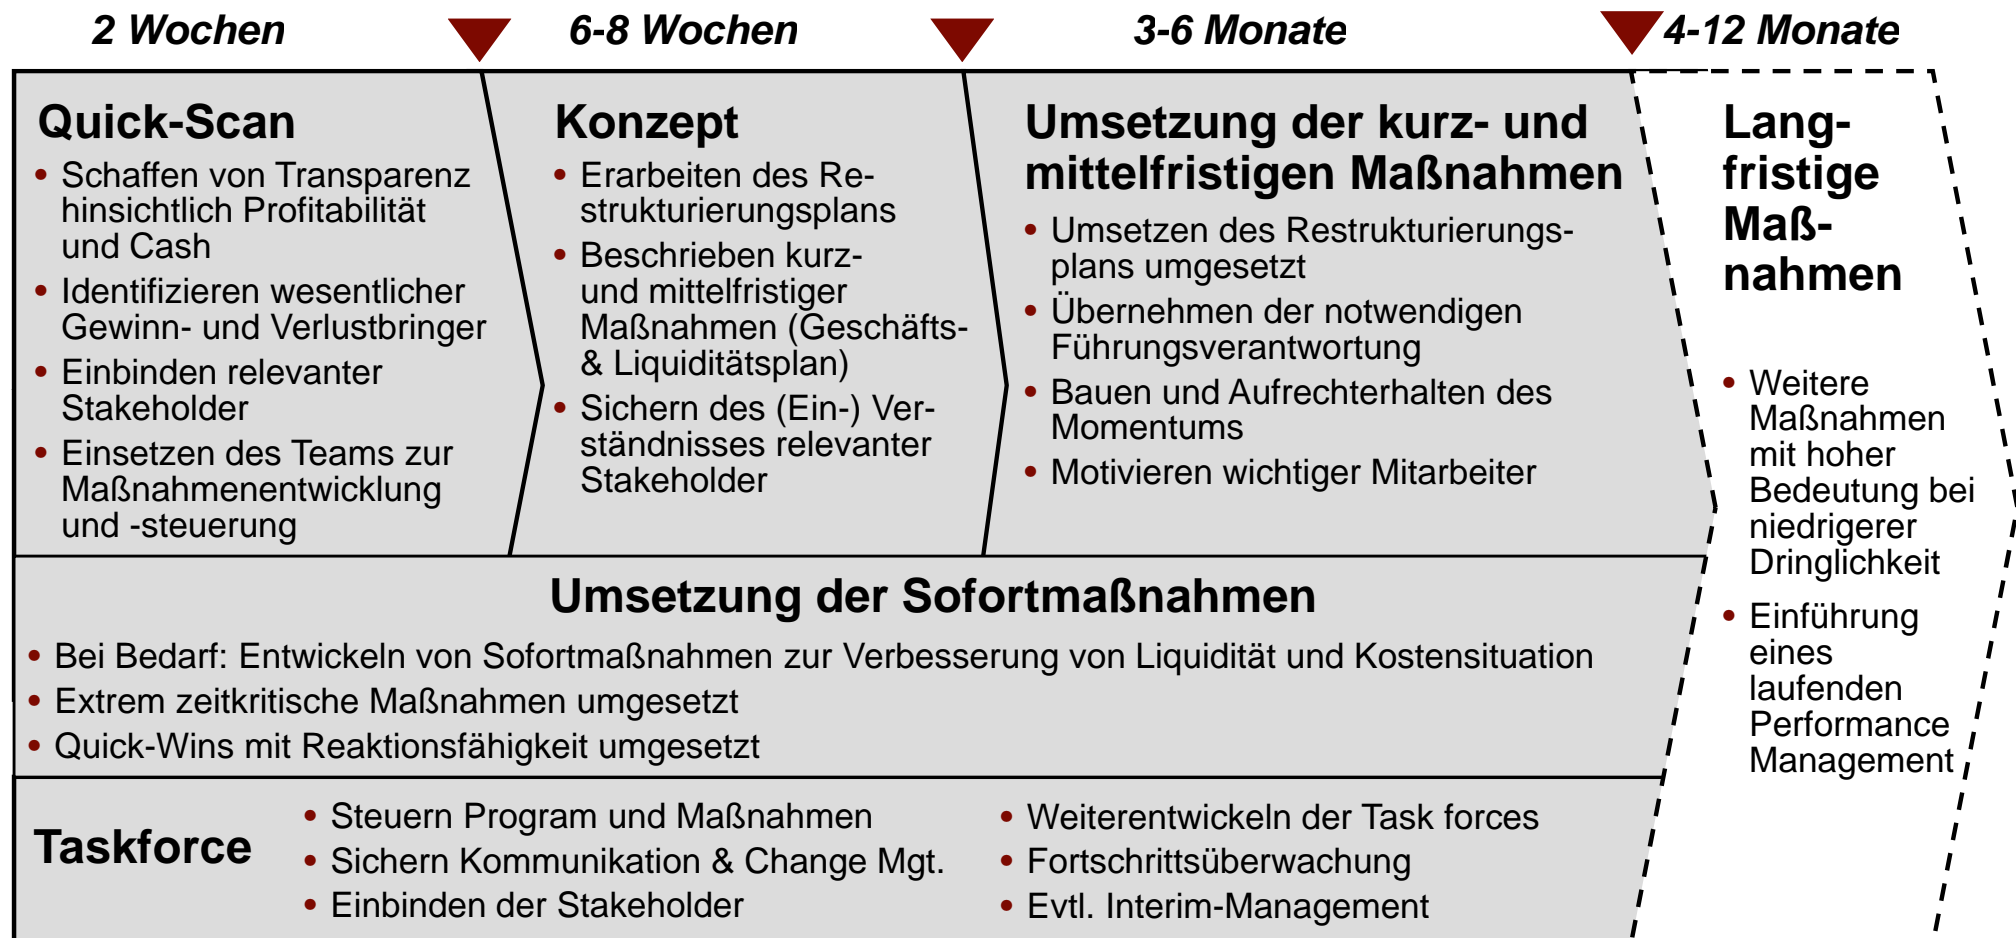 2 Wochen
6-8 Wochen
3-6 Monate
4-12 Monate
Quick-Scan
• Schaffen von Transparenz
hinsichtlich Profitabilität
und Cash
• Identifizieren wesentlicher
Gewinn- und Verlustbringer
• Einbinden relevanter
Stakeholder
• Einsetzen des Teams zur
Maßnahmenentwicklung
und -steuerung
Konzept
• Erarbeiten des Re-
strukturierungsplans
• Beschrieben kurz-
und mittelfristiger
Maßnahmen (Geschäfts-
& Liquiditätsplan)
• Sichern des (Ein-) Ver-
ständnisses relevanter
Stakeholder
Umsetzung der kurz- und
mittelfristigen Maßnahmen
• Umsetzen des Restrukturierungs-
plans umgesetzt
• Übernehmen der notwendigen
Führungsverantwortung
• Bauen und Aufrechterhalten des
Momentums
• Motivieren wichtiger Mitarbeiter
Lang-
fristige
Maß-
nahmen
• Weitere
Maßnahmen
mit hoher
Bedeutung bei
niedrigerer
Dringlichkeit
• Einführung
eines
laufenden
Performance
Management
Umsetzung der Sofortmaßnahmen
• Bei Bedarf: Entwickeln von Sofortmaßnahmen zur Verbesserung von Liquidität und Kostensituation
• Extrem zeitkritische Maßnahmen umgesetzt
• Quick-Wins mit Reaktionsfähigkeit umgesetzt
Taskforce
• Steuern Program und Maßnahmen
• Sichern Kommunikation & Change Mgt.
• Einbinden der Stakeholder
• Weiterentwickeln der Task forces
• Fortschrittsüberwachung
• Evtl. Interim-Management